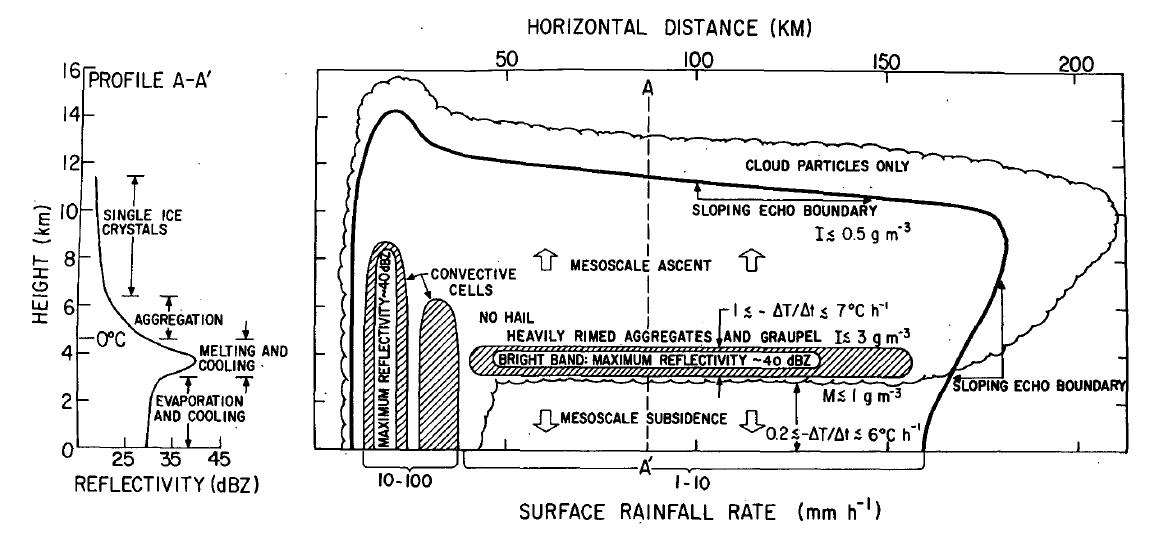 HORIZONTAL DISTANCE (KM)
50 100 150 200
PROFILE A-A'
16
14
12
10
8
6
4
2
0
HEIGHT (km)
0°C
SINGLE ICE
CRYSTALS
AGGREGATION
MELTING AND
COOLING
EVAPORATION
AND COOLING
25 35 45
REFLECTIVITY (dBZ)
A
CLOUD PARTICLES ONLY
SLOPING ECHO BOUNDARY
I ≤ 0.5 g m⁻³
MESOSCALE ASCENT
CONVECTIVE
CELLS
MAXIMUM REFLECTIVITY ~40 dBZ
NO HAIL
1 ≤ - ΔT/Δt ≤ 7°C h⁻¹
HEAVILY RIMED AGGREGATES AND GRAUPEL I ≤ 3 g m⁻³
BRIGHT BAND: MAXIMUM REFLECTIVITY ~40 dBZ
SLOPING ECHO BOUNDARY
M ≤ 1 g m⁻³
MESOSCALE SUBSIDENCE
0.2 ≤ -ΔT/Δt ≤ 6°C h⁻¹
A'
10-100 1-10
SURFACE RAINFALL RATE (mm h⁻¹)